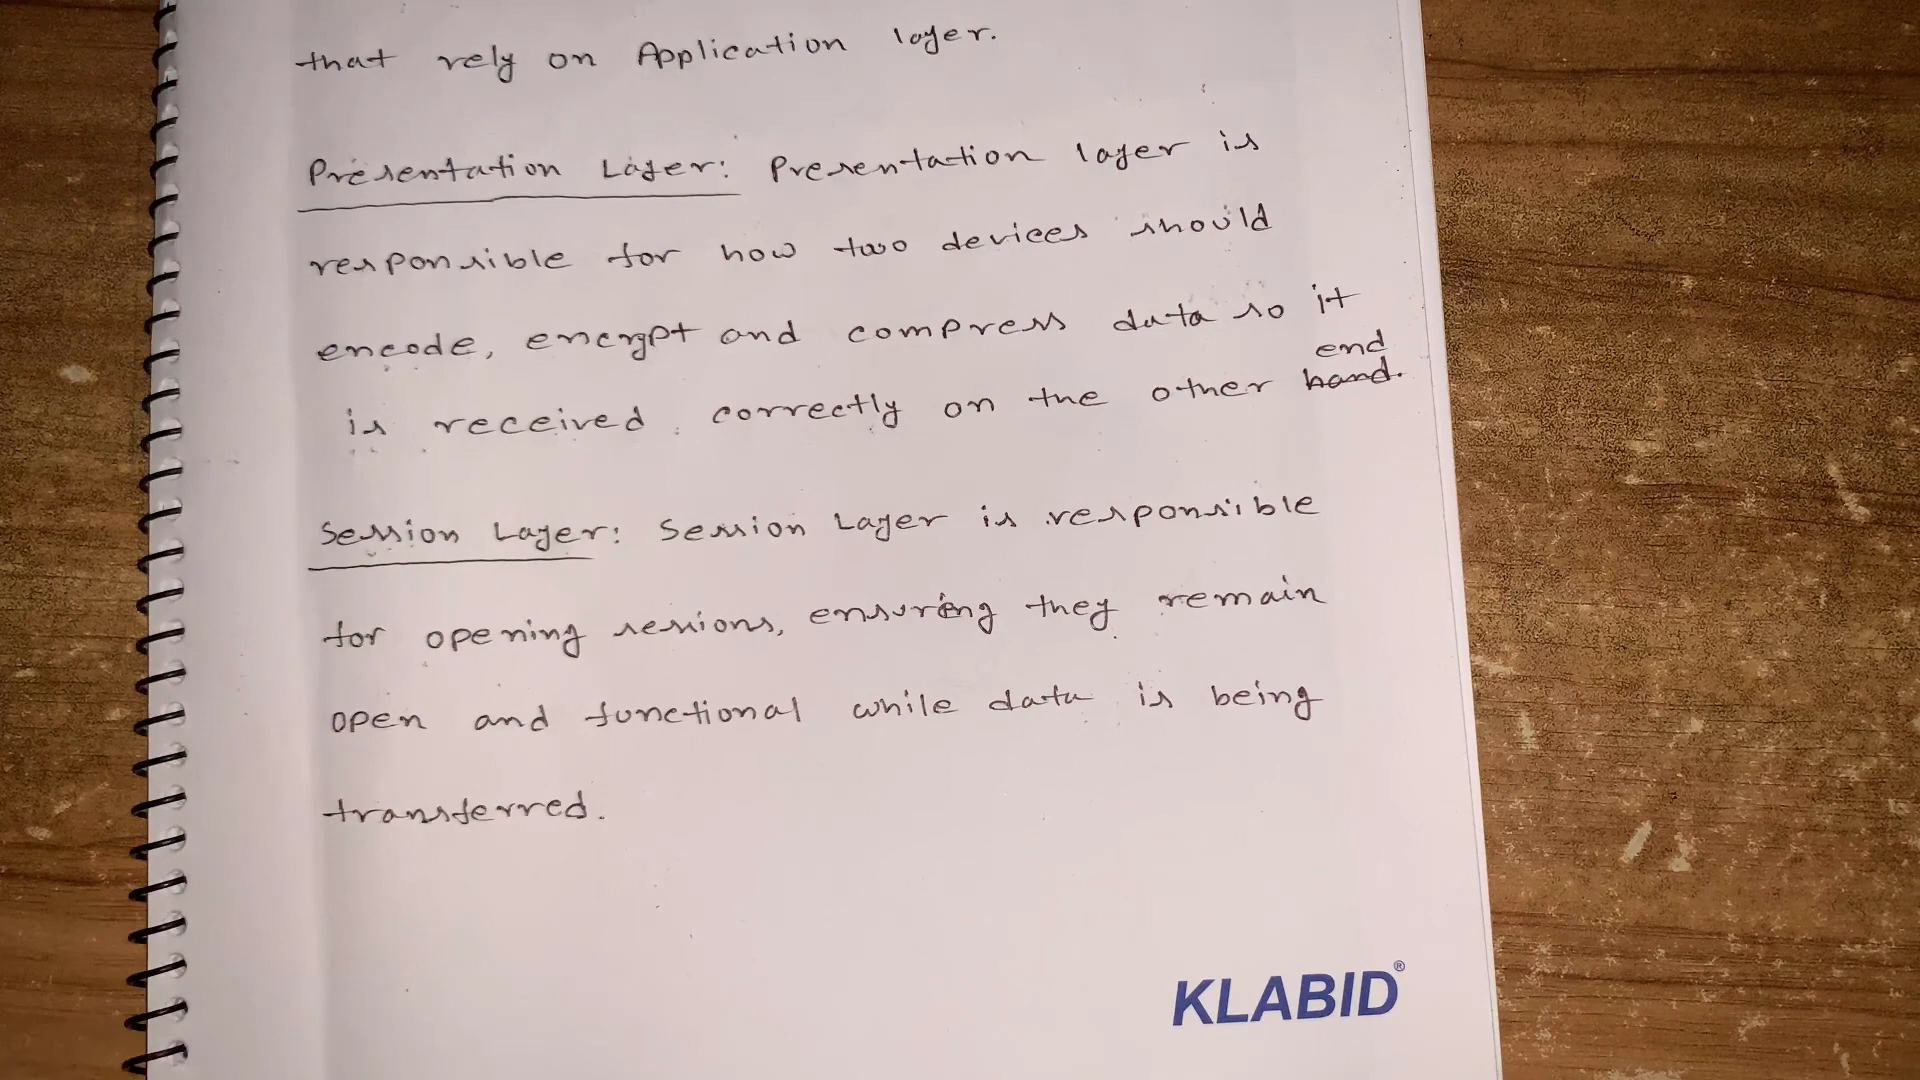 that rely on Application layer.
Presentation Layer: Presentation layer is
responsible for how two devices should
encode, encrypt and compress data so it
is received correctly on the other hand. end
Session Layer: Session Layer is responsible
for opening sessions, ensuring they remain
open and functional while data is being
transferred.
KLABID®